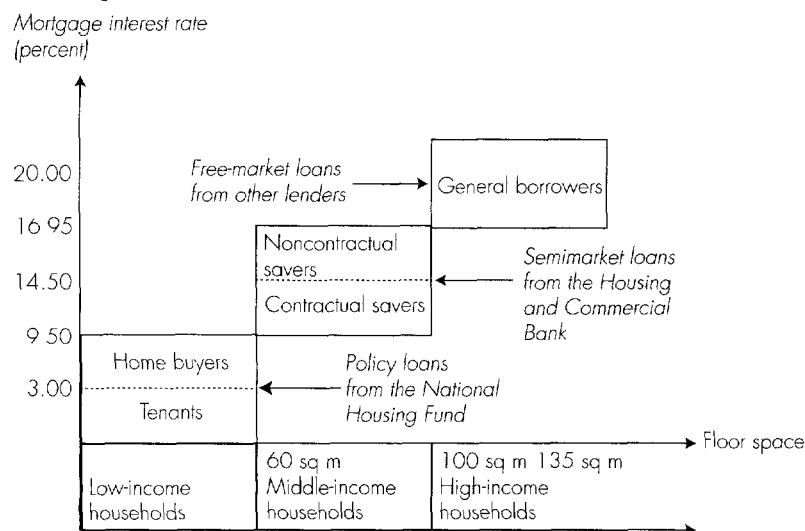 Mortgage interest rate
(percent)
20.00
16 95
14.50
9 50
3.00
Free-market loans
from other lenders
General borrowers
Noncontractual
savers
Contractual savers
Semimarket loans
from the Housing
and Commercial
Bank
Home buyers
Tenants
Policy loans
from the National
Housing Fund
Floor space
60 sq m
100 sq m 135 sq m
Low-income
households
Middle-income
households
High-income
households